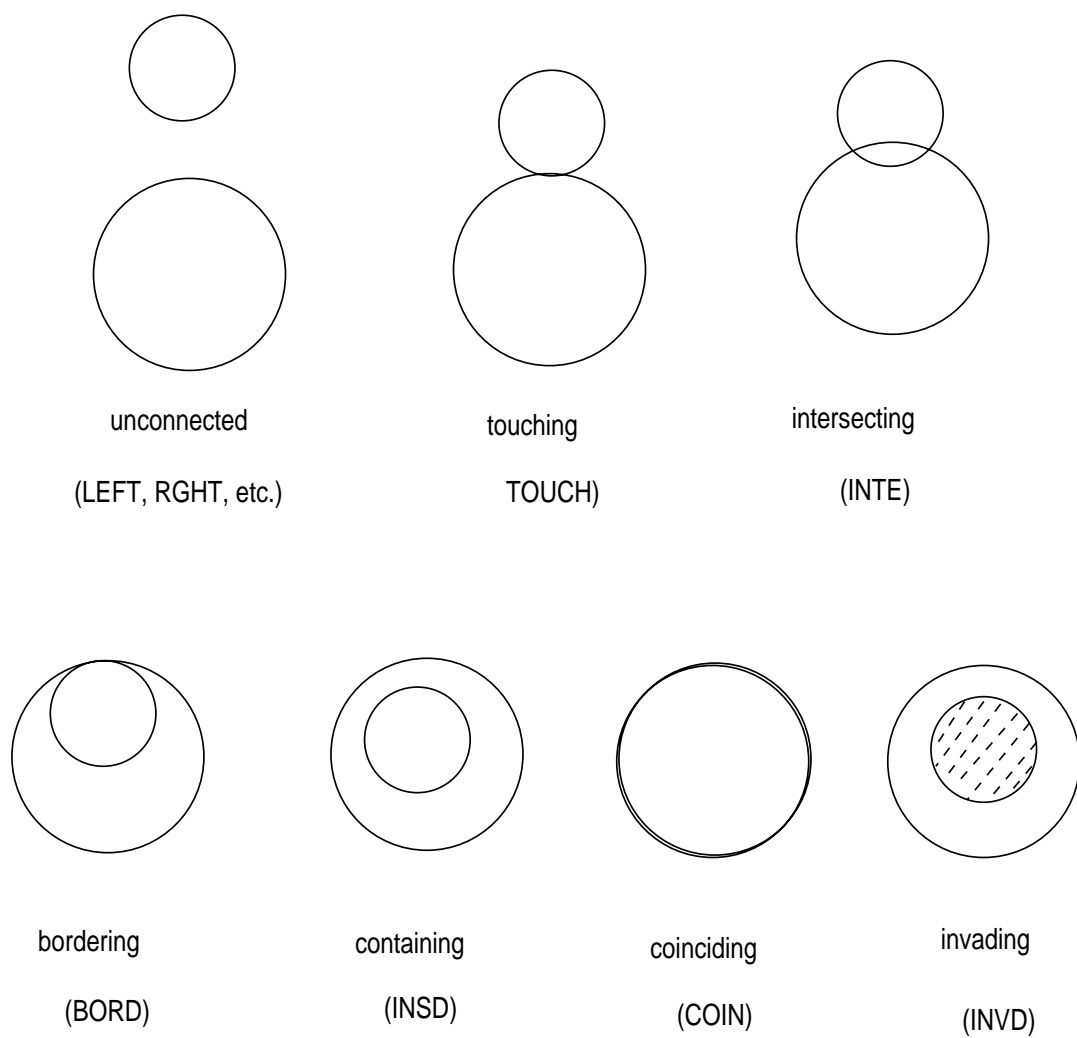 unconnected
touching
intersecting
(LEFT, RGHT, etc.)
TOUCH)
(INTE)
bordering
containing
coinciding
invading
(BORD)
(INSD)
(COIN)
(INVD)